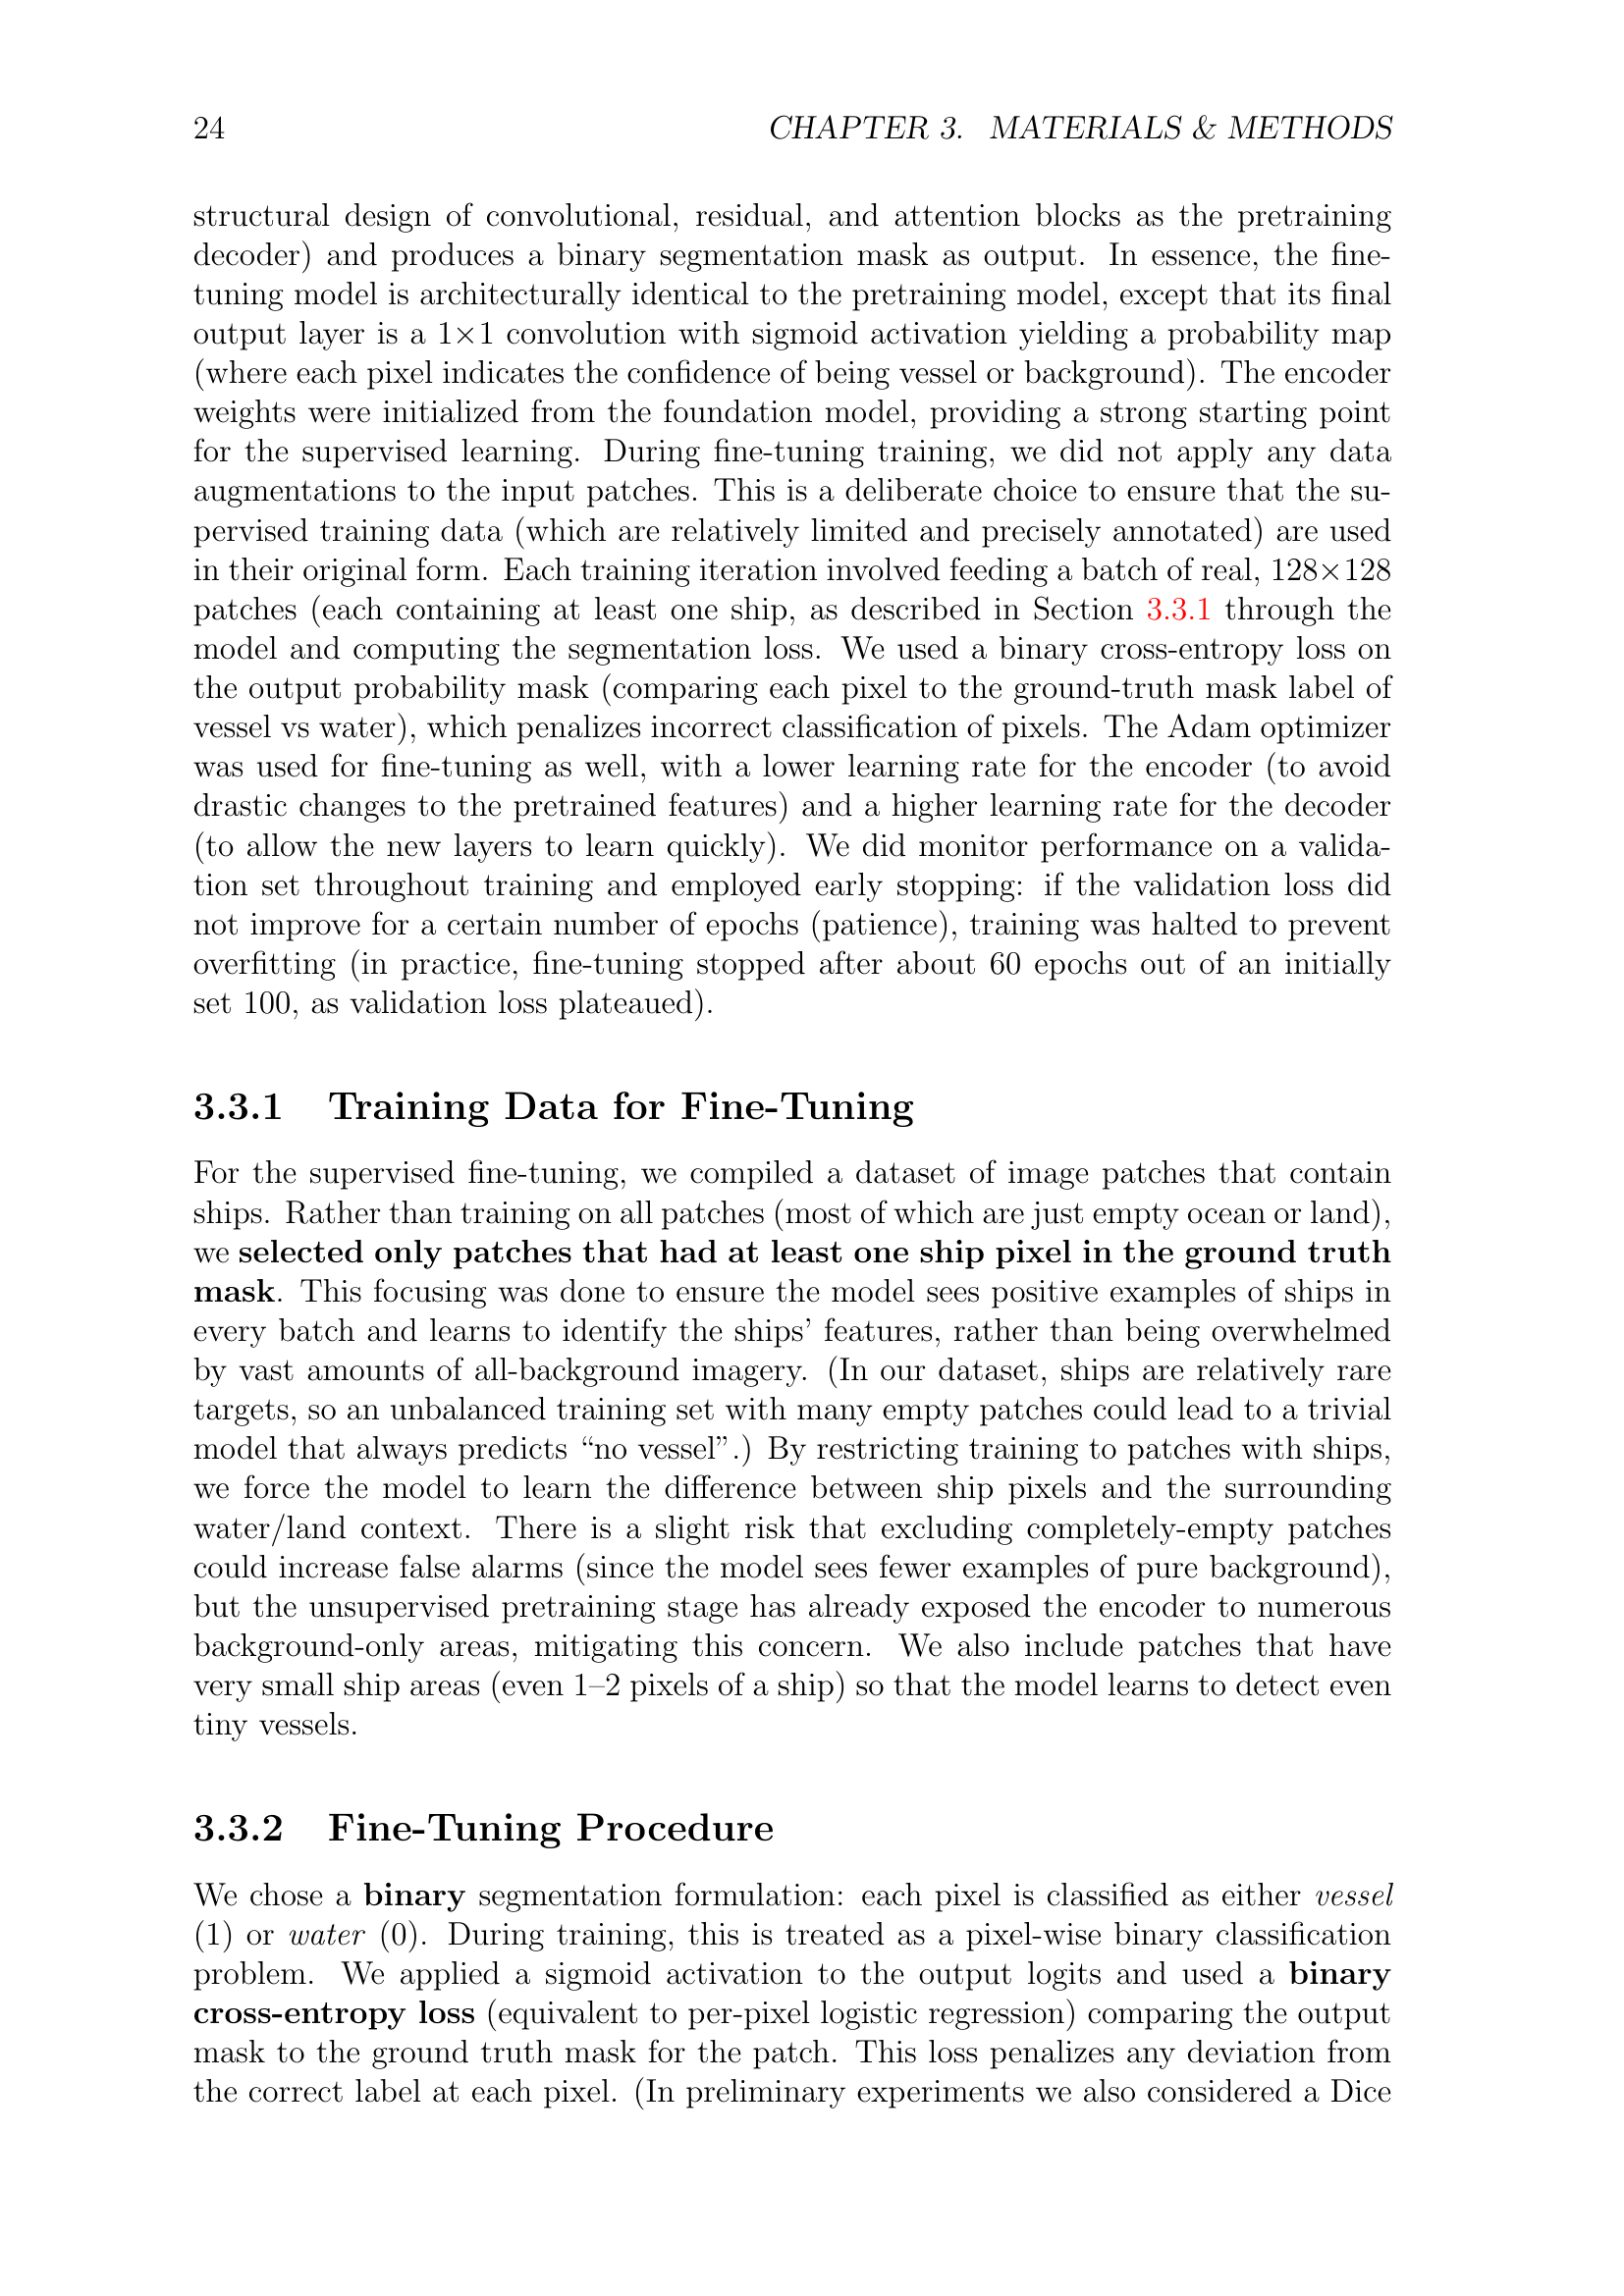 24 CHAPTER 3. MATERIALS & METHODS
structural design of convolutional, residual, and attention blocks as the pretraining
decoder) and produces a binary segmentation mask as output. In essence, the fine-
tuning model is architecturally identical to the pretraining model, except that its final
output layer is a 1×1 convolution with sigmoid activation yielding a probability map
(where each pixel indicates the confidence of being vessel or background). The encoder
weights were initialized from the foundation model, providing a strong starting point
for the supervised learning. During fine-tuning training, we did not apply any data
augmentations to the input patches. This is a deliberate choice to ensure that the su-
pervised training data (which are relatively limited and precisely annotated) are used
in their original form. Each training iteration involved feeding a batch of real, 128×128
patches (each containing at least one ship, as described in Section 3.3.1 through the
model and computing the segmentation loss. We used a binary cross-entropy loss on
the output probability mask (comparing each pixel to the ground-truth mask label of
vessel vs water), which penalizes incorrect classification of pixels. The Adam optimizer
was used for fine-tuning as well, with a lower learning rate for the encoder (to avoid
drastic changes to the pretrained features) and a higher learning rate for the decoder
(to allow the new layers to learn quickly). We did monitor performance on a valida-
tion set throughout training and employed early stopping: if the validation loss did
not improve for a certain number of epochs (patience), training was halted to prevent
overfitting (in practice, fine-tuning stopped after about 60 epochs out of an initially
set 100, as validation loss plateaued).
3.3.1 Training Data for Fine-Tuning
For the supervised fine-tuning, we compiled a dataset of image patches that contain
ships. Rather than training on all patches (most of which are just empty ocean or land),
we selected only patches that had at least one ship pixel in the ground truth
mask. This focusing was done to ensure the model sees positive examples of ships in
every batch and learns to identify the ships’ features, rather than being overwhelmed
by vast amounts of all-background imagery. (In our dataset, ships are relatively rare
targets, so an unbalanced training set with many empty patches could lead to a trivial
model that always predicts “no vessel”.) By restricting training to patches with ships,
we force the model to learn the difference between ship pixels and the surrounding
water/land context. There is a slight risk that excluding completely-empty patches
could increase false alarms (since the model sees fewer examples of pure background),
but the unsupervised pretraining stage has already exposed the encoder to numerous
background-only areas, mitigating this concern. We also include patches that have
very small ship areas (even 1–2 pixels of a ship) so that the model learns to detect even
tiny vessels.
3.3.2 Fine-Tuning Procedure
We chose a binary segmentation formulation: each pixel is classified as either vessel
(1) or water (0). During training, this is treated as a pixel-wise binary classification
problem. We applied a sigmoid activation to the output logits and used a binary
cross-entropy loss (equivalent to per-pixel logistic regression) comparing the output
mask to the ground truth mask for the patch. This loss penalizes any deviation from
the correct label at each pixel. (In preliminary experiments we also considered a Dice